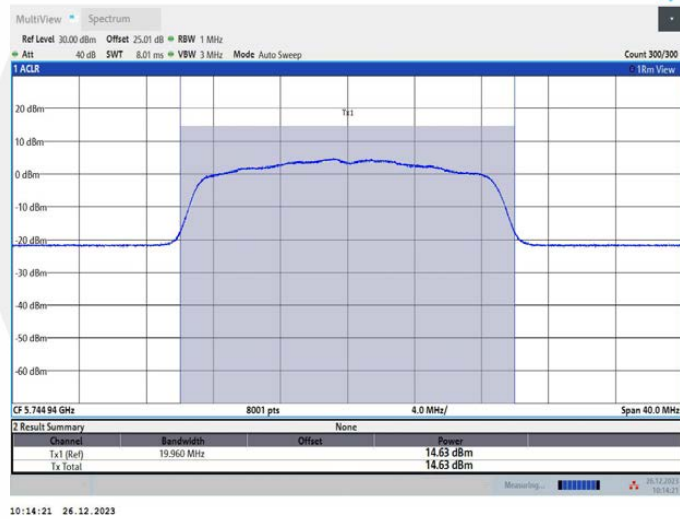 MultiView Spectrum
Ref Level 30.00 dBm Offset 25.01 dB RBW 1 MHz
Att 40 dB SWT 8.01 ms VBW 3 MHz Mode Auto Sweep Count 300/300
1 ACLR 1Rm View
Tx1
20 dBm
10 dBm
0 dBm
-10 dBm
-20 dBm
-30 dBm
-40 dBm
-50 dBm
-60 dBm
CF 5.744 94 GHz 8001 pts 4.0 MHz/ Span 40.0 MHz
2 Result Summary None
Channel Bandwidth Offset Power
Tx1 (Ref) 19.960 MHz 14.63 dBm
Tx Total 14.63 dBm
Measuring... 26.12.2023
10:14:21
10:14:21 26.12.2023